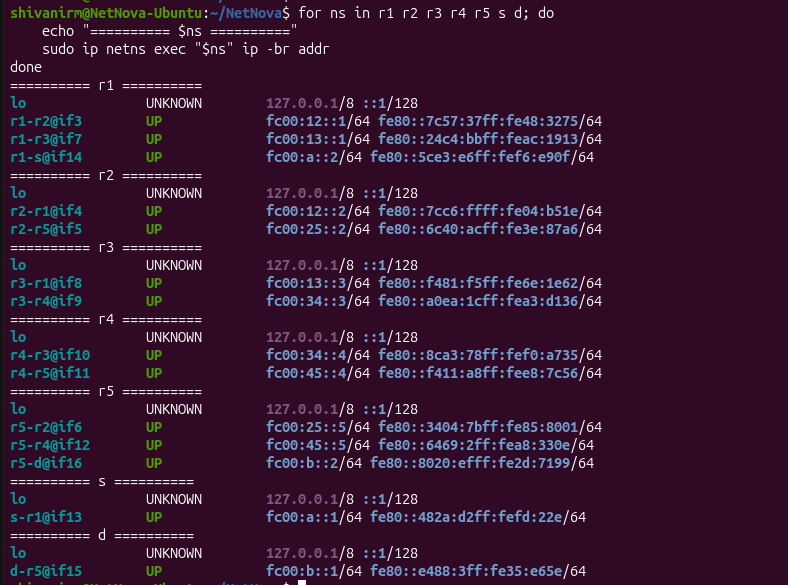 shivanirm@NetNova-Ubuntu:~/NetNova$ for ns in r1 r2 r3 r4 r5 s d; do
    echo "========== $ns =========="
    sudo ip netns exec "$ns" ip -br addr
done
========== r1 ==========
lo               UNKNOWN        127.0.0.1/8 ::1/128
r1-r2@if3        UP             fc00:12::1/64 fe80::7c57:37ff:fe48:3275/64
r1-r3@if7        UP             fc00:13::1/64 fe80::24c4:bbff:feac:1913/64
r1-s@if14        UP             fc00:a::2/64 fe80::5ce3:e6ff:fef6:e90f/64
========== r2 ==========
lo               UNKNOWN        127.0.0.1/8 ::1/128
r2-r1@if4        UP             fc00:12::2/64 fe80::7cc6:ffff:fe04:b51e/64
r2-r5@if5        UP             fc00:25::2/64 fe80::6c40:acff:fe3e:87a6/64
========== r3 ==========
lo               UNKNOWN        127.0.0.1/8 ::1/128
r3-r1@if8        UP             fc00:13::3/64 fe80::f481:f5ff:fe6e:1e62/64
r3-r4@if9        UP             fc00:34::3/64 fe80::a0ea:1cff:fea3:d136/64
========== r4 ==========
lo               UNKNOWN        127.0.0.1/8 ::1/128
r4-r3@if10       UP             fc00:34::4/64 fe80::8ca3:78ff:fef0:a735/64
r4-r5@if11       UP             fc00:45::4/64 fe80::f411:a8ff:fee8:7c56/64
========== r5 ==========
lo               UNKNOWN        127.0.0.1/8 ::1/128
r5-r2@if6        UP             fc00:25::5/64 fe80::3404:7bff:fe85:8001/64
r5-r4@if12       UP             fc00:45::5/64 fe80::6469:2ff:fea8:330e/64
r5-d@if16        UP             fc00:b::2/64 fe80::8020:efff:fe2d:7199/64
========== s ==========
lo               UNKNOWN        127.0.0.1/8 ::1/128
s-r1@if13        UP             fc00:a::1/64 fe80::482a:d2ff:fefd:22e/64
========== d ==========
lo               UNKNOWN        127.0.0.1/8 ::1/128
d-r5@if15        UP             fc00:b::1/64 fe80::e488:3ff:fe35:e65e/64